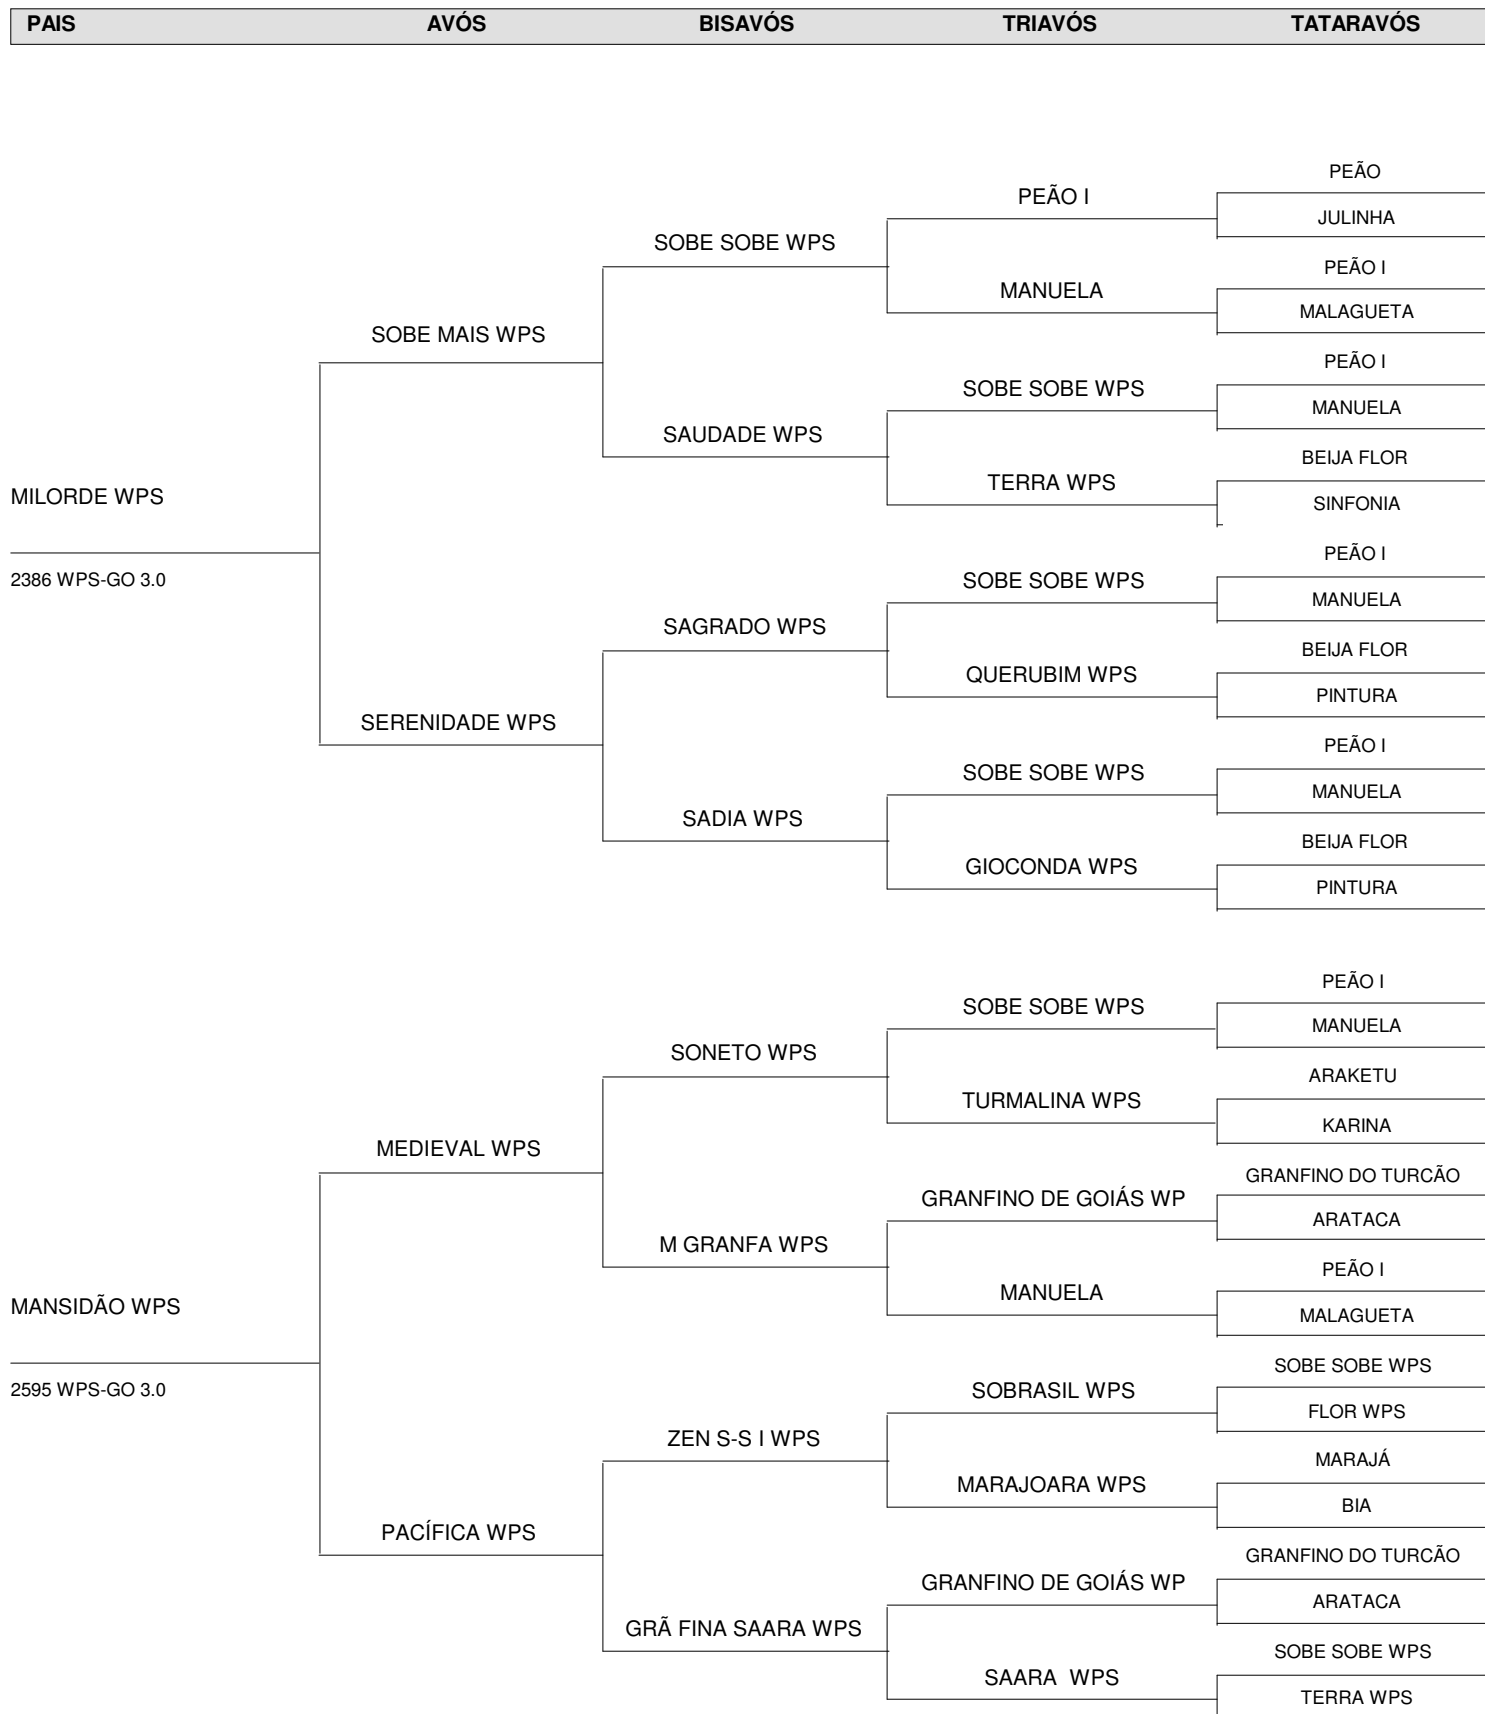 PAIS AVÓS BISAVÓS TRIAVÓS TATARAVÓS
PEÃO
PEÃO I
JULINHA
SOBE SOBE WPS
PEÃO I
MANUELA
MALAGUETA
SOBE MAIS WPS
PEÃO I
SOBE SOBE WPS
MANUELA
SAUDADE WPS
BEIJA FLOR
TERRA WPS
MILORDE WPS
SINFONIA
PEÃO I
2386 WPS-GO 3.0
SOBE SOBE WPS
MANUELA
SAGRADO WPS
BEIJA FLOR
QUERUBIM WPS
PINTURA
SERENIDADE WPS
PEÃO I
SOBE SOBE WPS
MANUELA
SADIA WPS
BEIJA FLOR
GIOCONDA WPS
PINTURA
PEÃO I
SOBE SOBE WPS
MANUELA
SONETO WPS
ARAKETU
TURMALINA WPS
KARINA
MEDIEVAL WPS
GRANFINO DO TURCÃO
GRANFINO DE GOIÁS WP
ARATACA
M GRANFA WPS
PEÃO I
MANUELA
MANSIDÃO WPS
MALAGUETA
SOBE SOBE WPS
2595 WPS-GO 3.0
SOBRASIL WPS
FLOR WPS
ZEN S-S I WPS
MARAJÁ
MARAJOARA WPS
BIA
PACÍFICA WPS
GRANFINO DO TURCÃO
GRANFINO DE GOIÁS WP
ARATACA
GRÃ FINA SAARA WPS
SOBE SOBE WPS
SAARA WPS
TERRA WPS